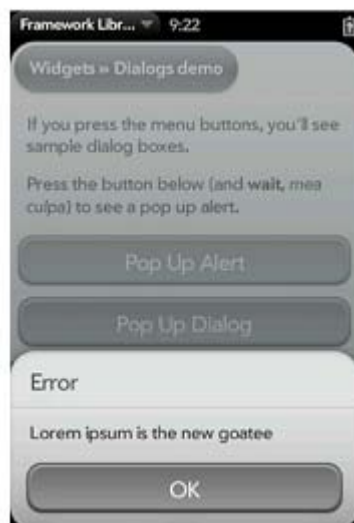 Framework Libr... 9:22
Widgets » Dialogs demo
If you press the menu buttons, you'll see
sample dialog boxes.
Press the button below (and wait, mea
culpa) to see a pop up alert.
Pop Up Alert
Pop Up Dialog
Error
Lorem ipsum is the new goatee
OK